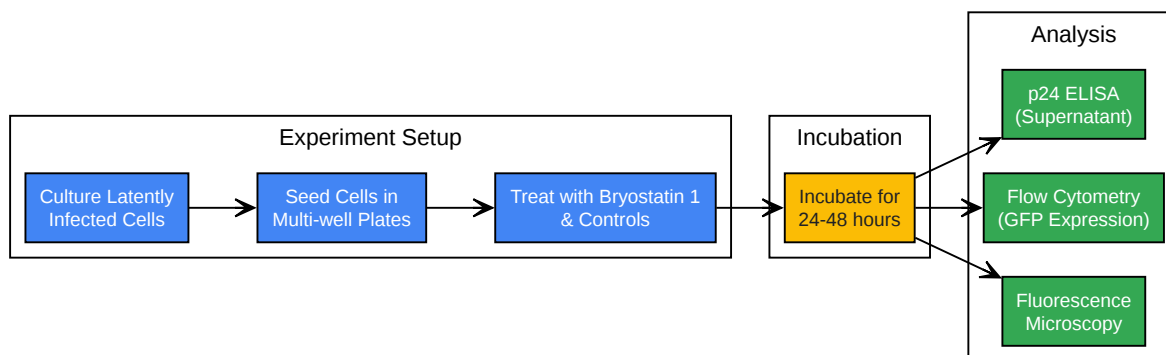 Experiment Setup
Culture Latently
Infected Cells
Seed Cells in
Multi-well Plates
Treat with Bryostatin 1
& Controls
Incubation
Incubate for
24-48 hours
Analysis
p24 ELISA
(Supernatant)
Flow Cytometry
(GFP Expression)
Fluorescence
Microscopy